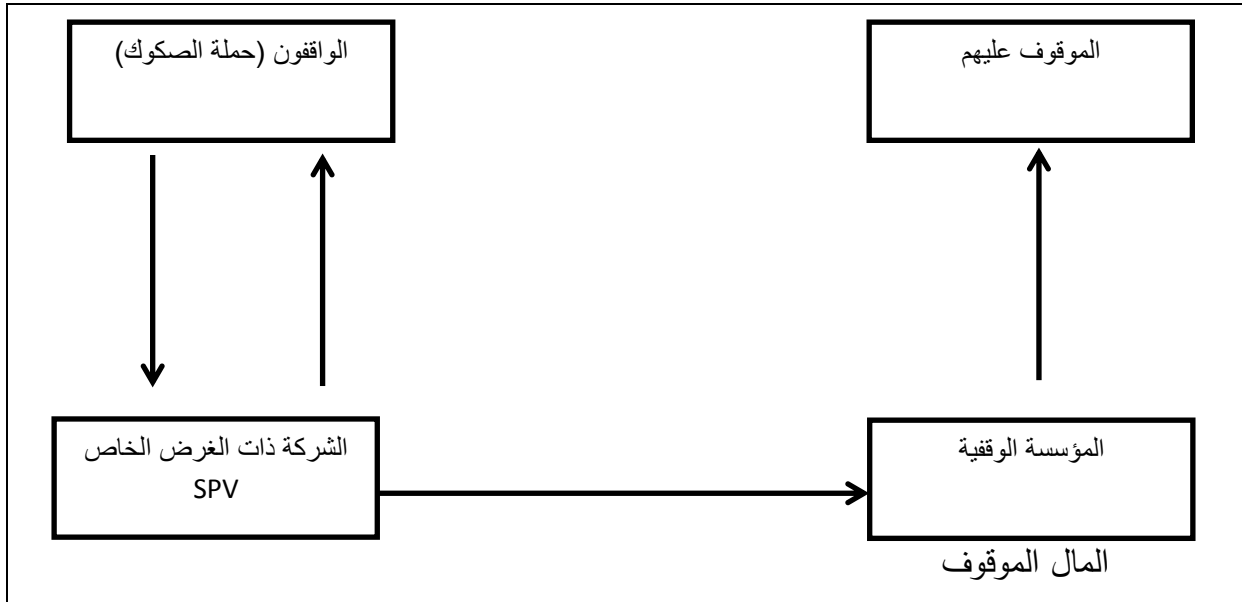 الموقوف عليهم
الواقفون (حملة الصكوك)
المؤسسة الوقفية
الشركة ذات الغرض الخاص
SPV
المال الموقوف